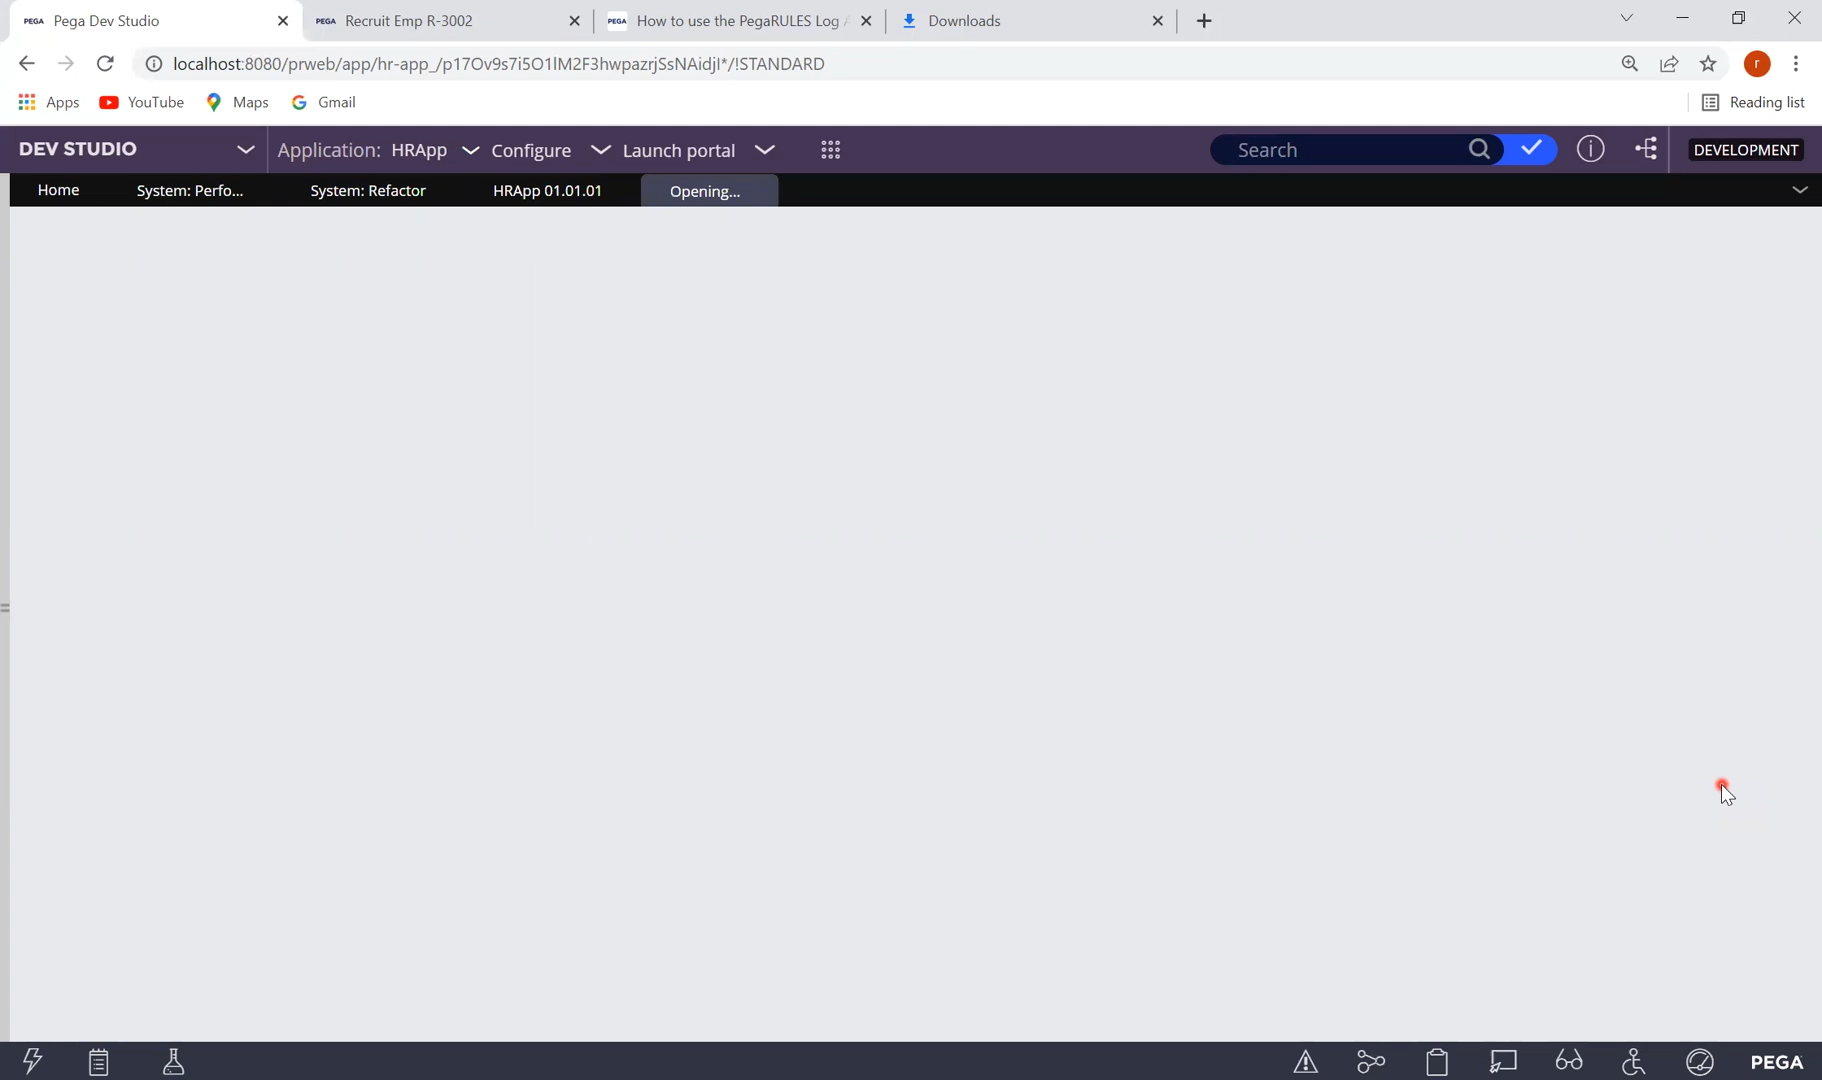 PEGA Pega Dev Studio
PEGA Recruit Emp R-3002
PEGA How to use the PegaRULES Log
Downloads
localhost:8080/prweb/app/hr-app_/p17Ov9s7i5O1lM2F3hwpazrjSsNAidjl*/!STANDARD
r
Apps YouTube Maps Gmail Reading list
DEV STUDIO Application: HRApp Configure Launch portal Search DEVELOPMENT
Home System: Perfo... System: Refactor HRApp 01.01.01 Opening...
PEGA